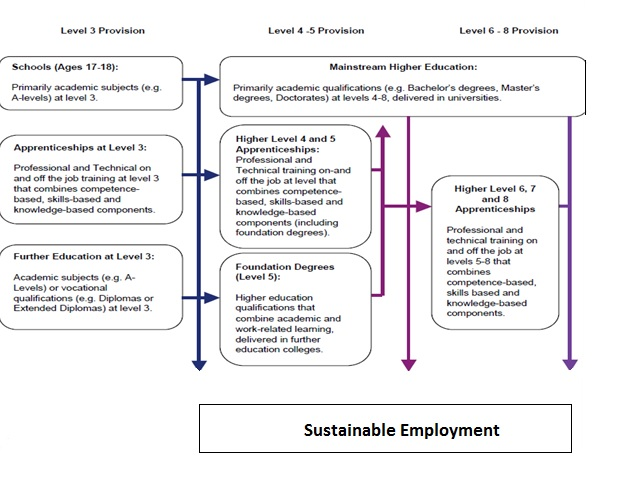 Level 3 Provision
Level 4 -5 Provision
Level 6 - 8 Provision
Schools (Ages 17-18):
Primarily academic subjects (e.g.
A-levels) at level 3.
Mainstream Higher Education:
Primarily academic qualifications (e.g. Bachelor's degrees, Master's
degrees, Doctorates) at levels 4-8, delivered in universities.
Apprenticeships at Level 3:
Professional and Technical on
and off the job training at level 3
that combines competence-
based, skills-based and
knowledge-based components.
Higher Level 4 and 5
Apprenticeships:
Professional and
Technical training on-and
off the job at level that
combines competence-
based, skills-based and
knowledge-based
components (including
foundation degrees).
Higher Level 6, 7
and 8
Apprenticeships
Professional and
technical training on
and off the job at
levels 5-8 that
combines
competence-based,
skills based and
knowledge-based
components.
Further Education at Level 3:
Academic subjects (e.g. A-
Levels) or vocational
qualifications (e.g. Diplomas or
Extended Diplomas) at level 3.
Foundation Degrees
(Level 5):
Higher education
qualifications that
combine academic and
work-related learning,
delivered in further
education colleges.
Sustainable Employment